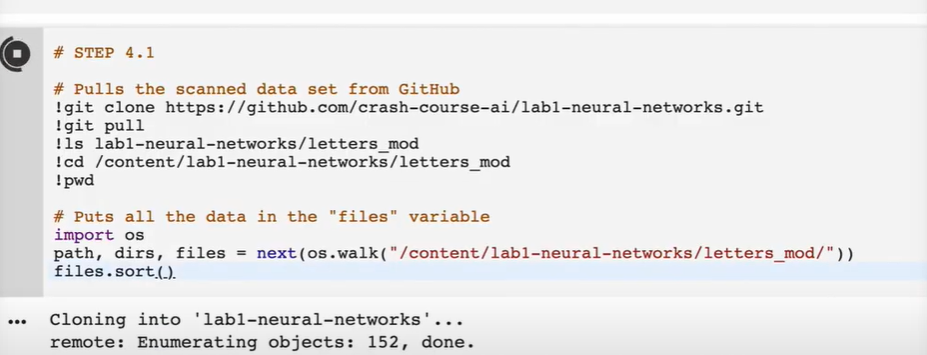 # STEP 4.1
# Pulls the scanned data set from GitHub
!git clone https://github.com/crash-course-ai/lab1-neural-networks.git
!git pull
!ls lab1-neural-networks/letters_mod
!cd /content/lab1-neural-networks/letters_mod
!pwd
# Puts all the data in the "files" variable
import os
path, dirs, files = next(os.walk("/content/lab1-neural-networks/letters_mod/"))
files.sort()
... Cloning into 'lab1-neural-networks'...
remote: Enumerating objects: 152, done.